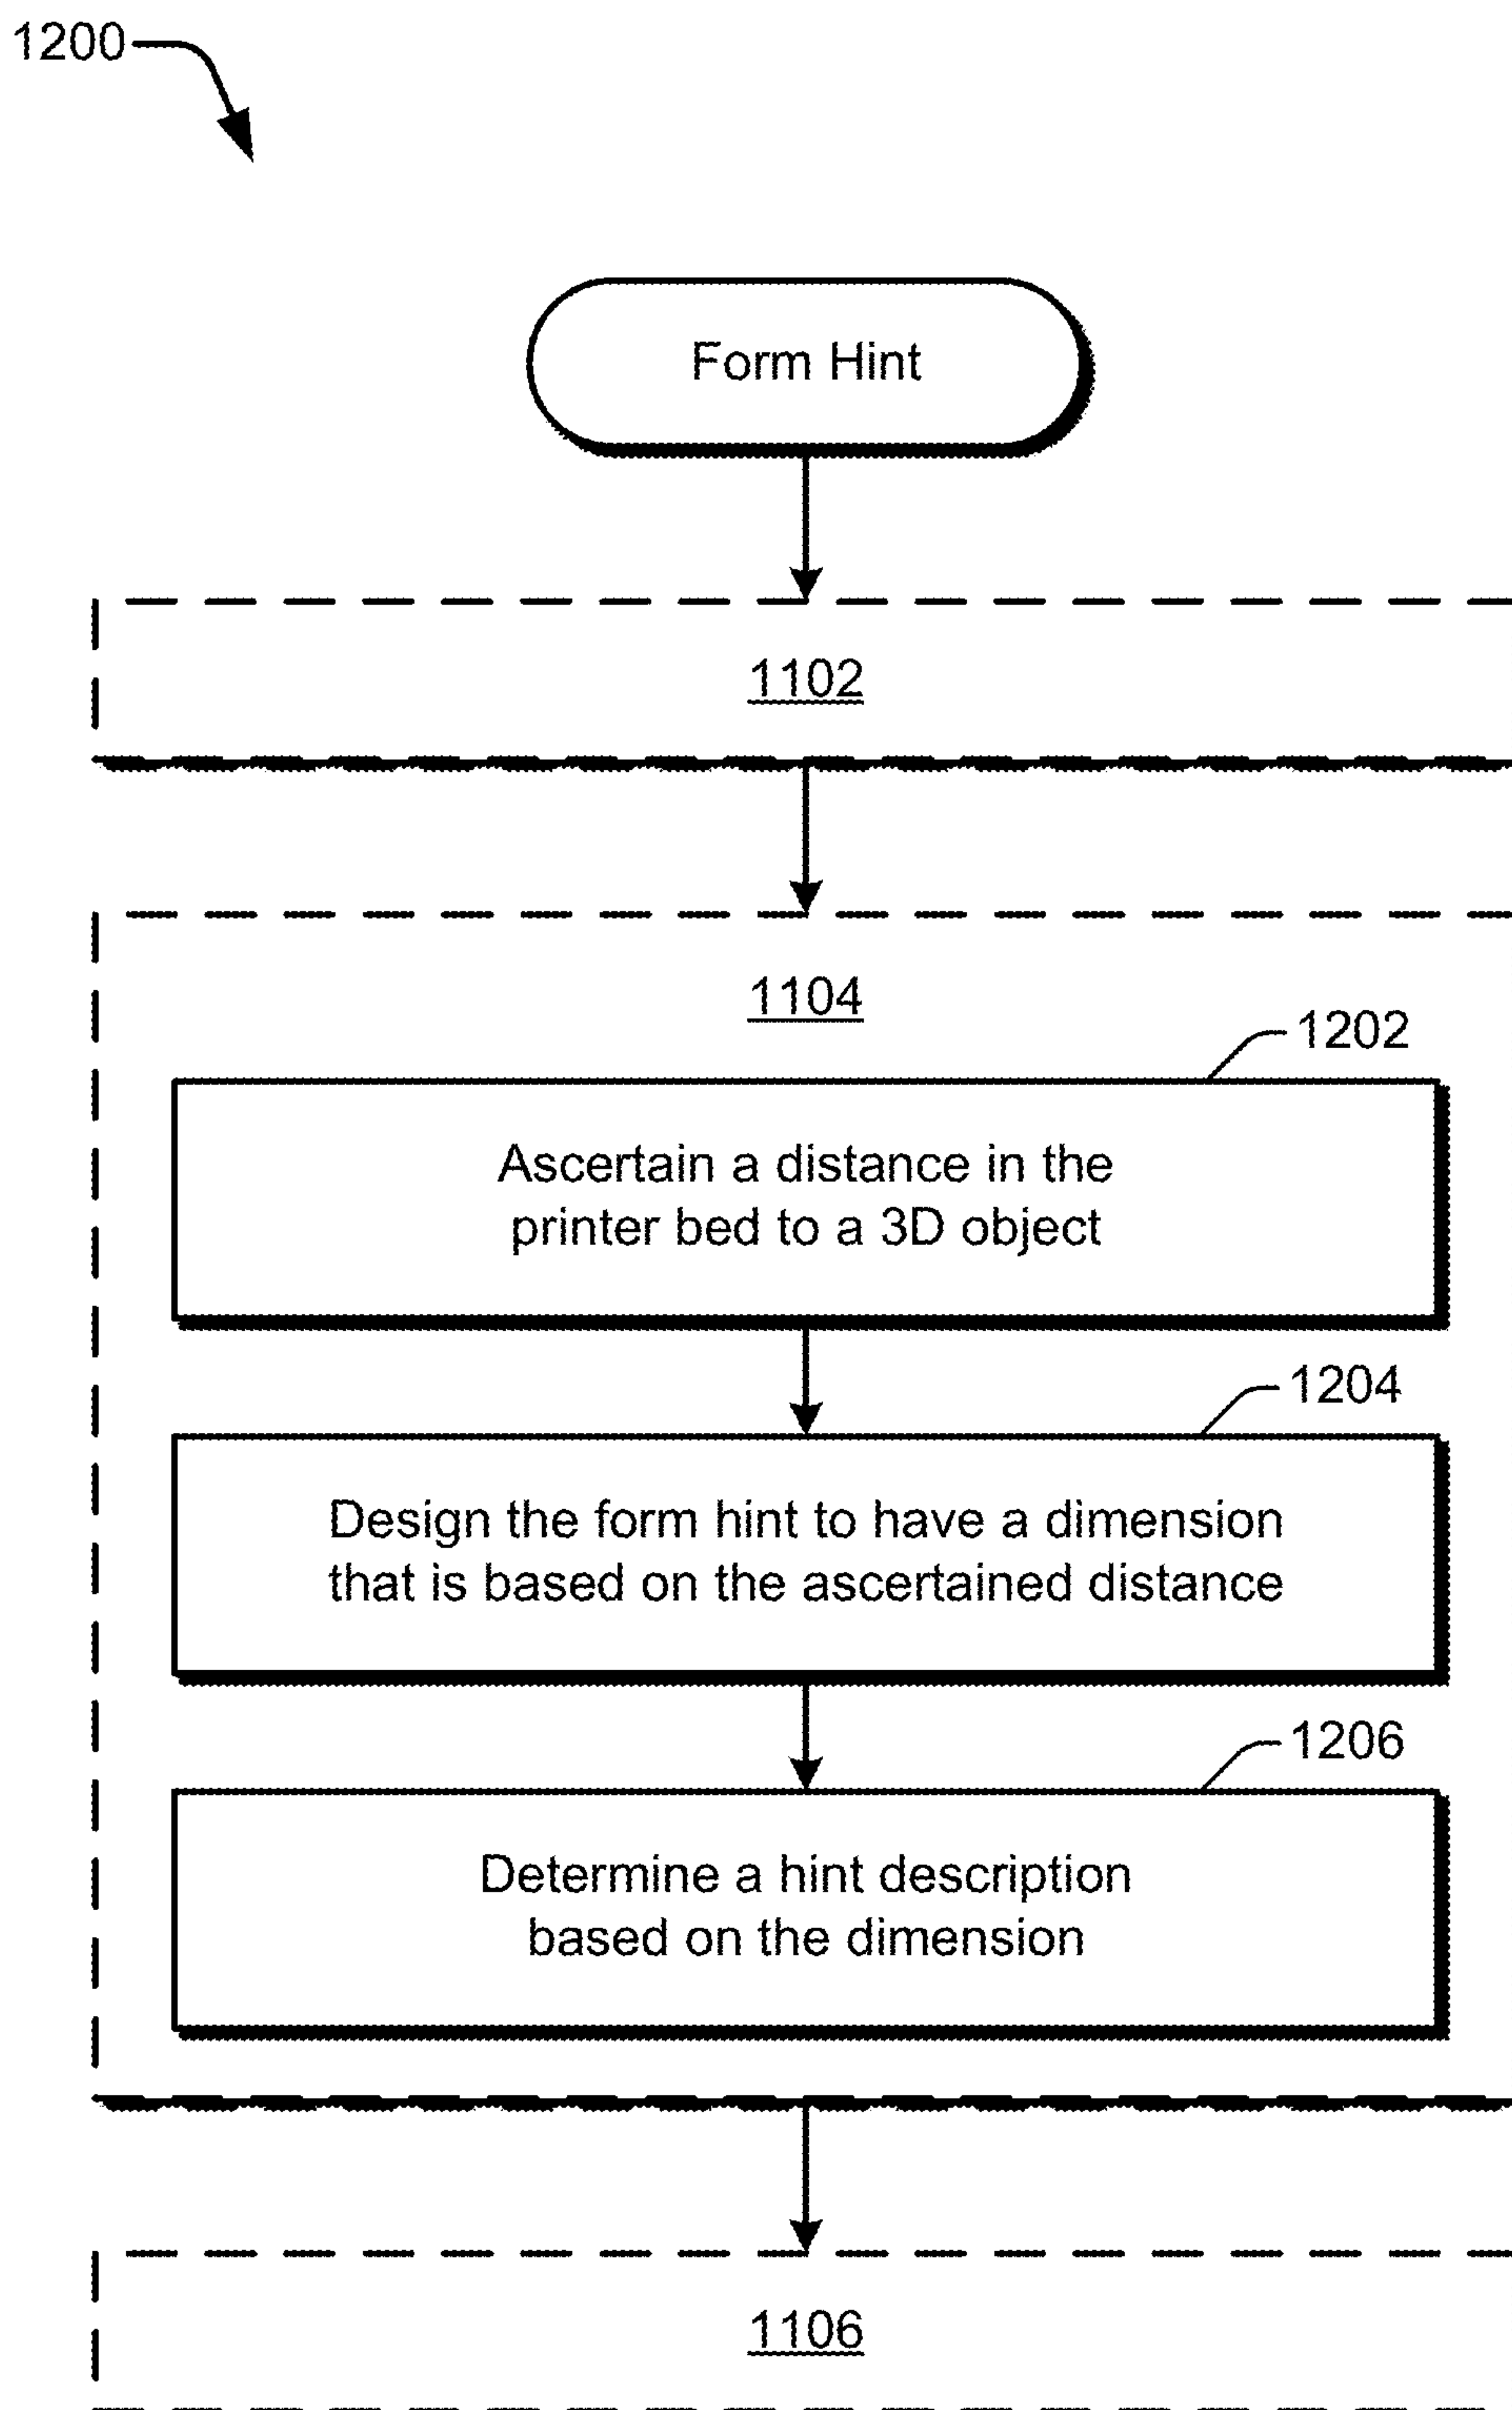 1200
Form Hint
1102
1104
1202
Ascertain a distance in the
printer bed to a 3D object
1204
Design the form hint to have a dimension
that is based on the ascertained distance
1206
Determine a hint description
based on the dimension
1106